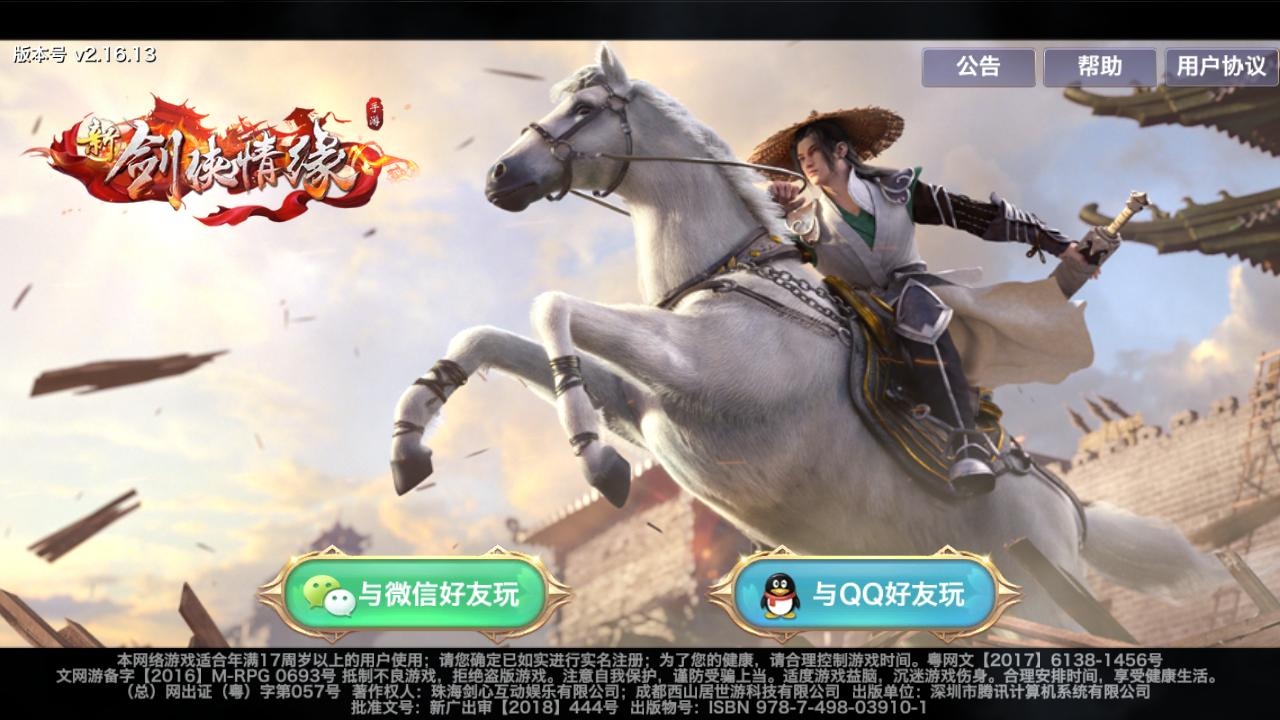 版本号 v2.16.13
公告
帮助
用户协议
新剑侠情缘
手游
与微信好友玩
与QQ好友玩
本网络游戏适合年满17周岁以上的用户使用；请您确定已如实进行实名注册；为了您的健康，请合理控制游戏时间。粤网文【2017】6138-1456号
文网游备字【2016】M-RPG 0693号 抵制不良游戏，拒绝盗版游戏。注意自我保护，谨防受骗上当。适度游戏益脑，沉迷游戏伤身。合理安排时间，享受健康生活。
（总）网出证（粤）字第057号 著作权人：珠海剑心互动娱乐有限公司；成都西山居世游科技有限公司 出版单位：深圳市腾讯计算机系统有限公司
批准文号：新广出审【2018】444号 出版物号：ISBN 978-7-498-03910-1